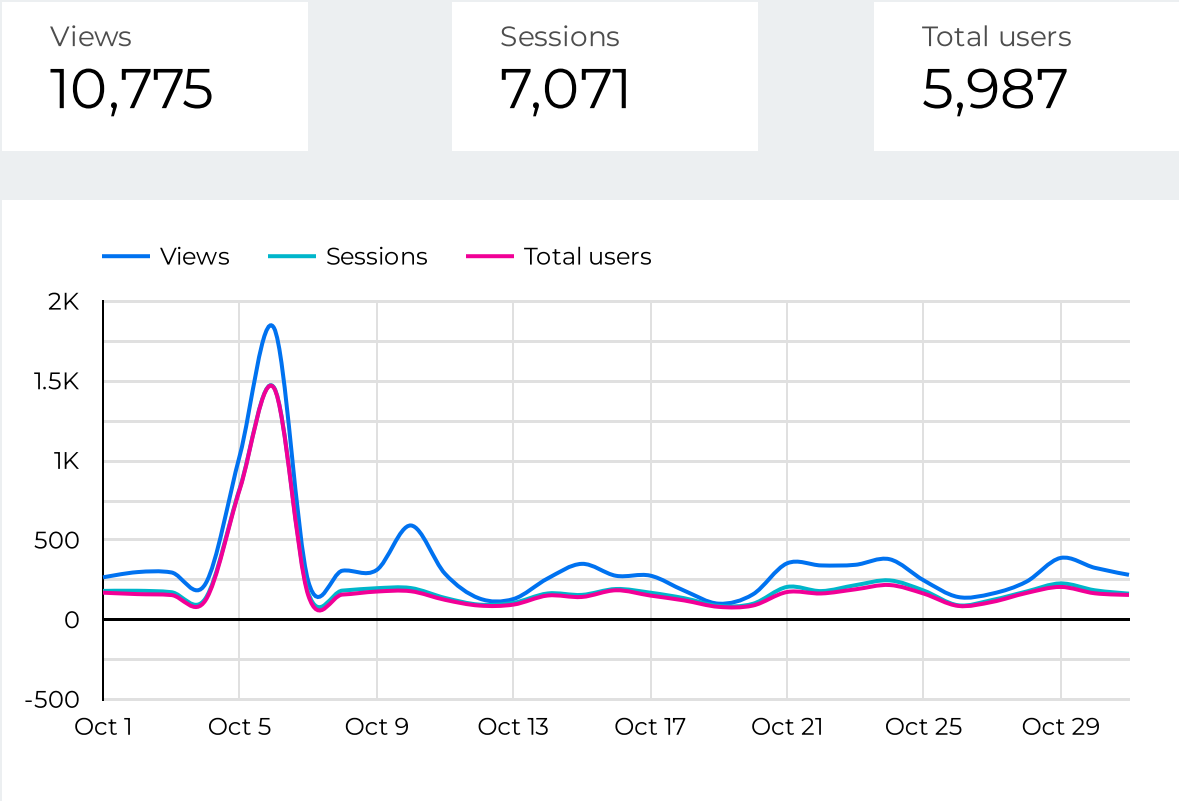 Views
10,775
Sessions
7,071
Total users
5,987
Views Sessions Total users
2K
1.5K
1K
500
0
-500
Oct 1 Oct 5 Oct 9 Oct 13 Oct 17 Oct 21 Oct 25 Oct 29